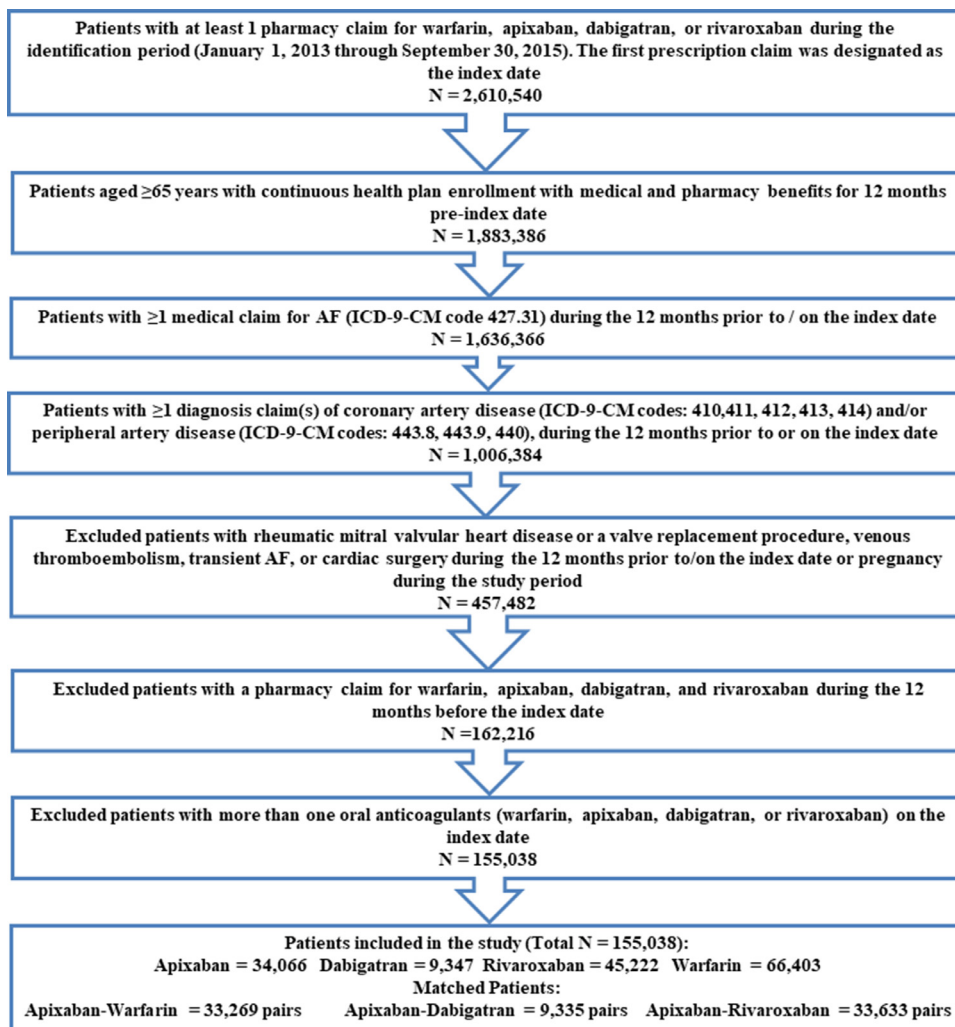 Patients with at least 1 pharmacy claim for warfarin, apixaban, dabigatran, or rivaroxaban during the
identification period (January 1, 2013 through September 30, 2015). The first prescription claim was designated as
the index date
N = 2,610,540
Patients aged ≥65 years with continuous health plan enrollment with medical and pharmacy benefits for 12 months
pre-index date
N = 1,883,386
Patients with ≥1 medical claim for AF (ICD-9-CM code 427.31) during the 12 months prior to / on the index date
N = 1,636,366
Patients with ≥1 diagnosis claim(s) of coronary artery disease (ICD-9-CM codes: 410,411, 412, 413, 414) and/or
peripheral artery disease (ICD-9-CM codes: 443.8, 443.9, 440), during the 12 months prior to or on the index date
N = 1,006,384
Excluded patients with rheumatic mitral valvular heart disease or a valve replacement procedure, venous
thromboembolism, transient AF, or cardiac surgery during the 12 months prior to/on the index date or pregnancy
during the study period
N = 457,482
Excluded patients with a pharmacy claim for warfarin, apixaban, dabigatran, and rivaroxaban during the 12
months before the index date
N =162,216
Excluded patients with more than one oral anticoagulants (warfarin, apixaban, dabigatran, or rivaroxaban) on the
index date
N = 155,038
Patients included in the study (Total N = 155,038):
Apixaban = 34,066 Dabigatran = 9,347 Rivaroxaban = 45,222 Warfarin = 66,403
Matched Patients:
Apixaban-Warfarin = 33,269 pairs Apixaban-Dabigatran = 9,335 pairs Apixaban-Rivaroxaban = 33,633 pairs